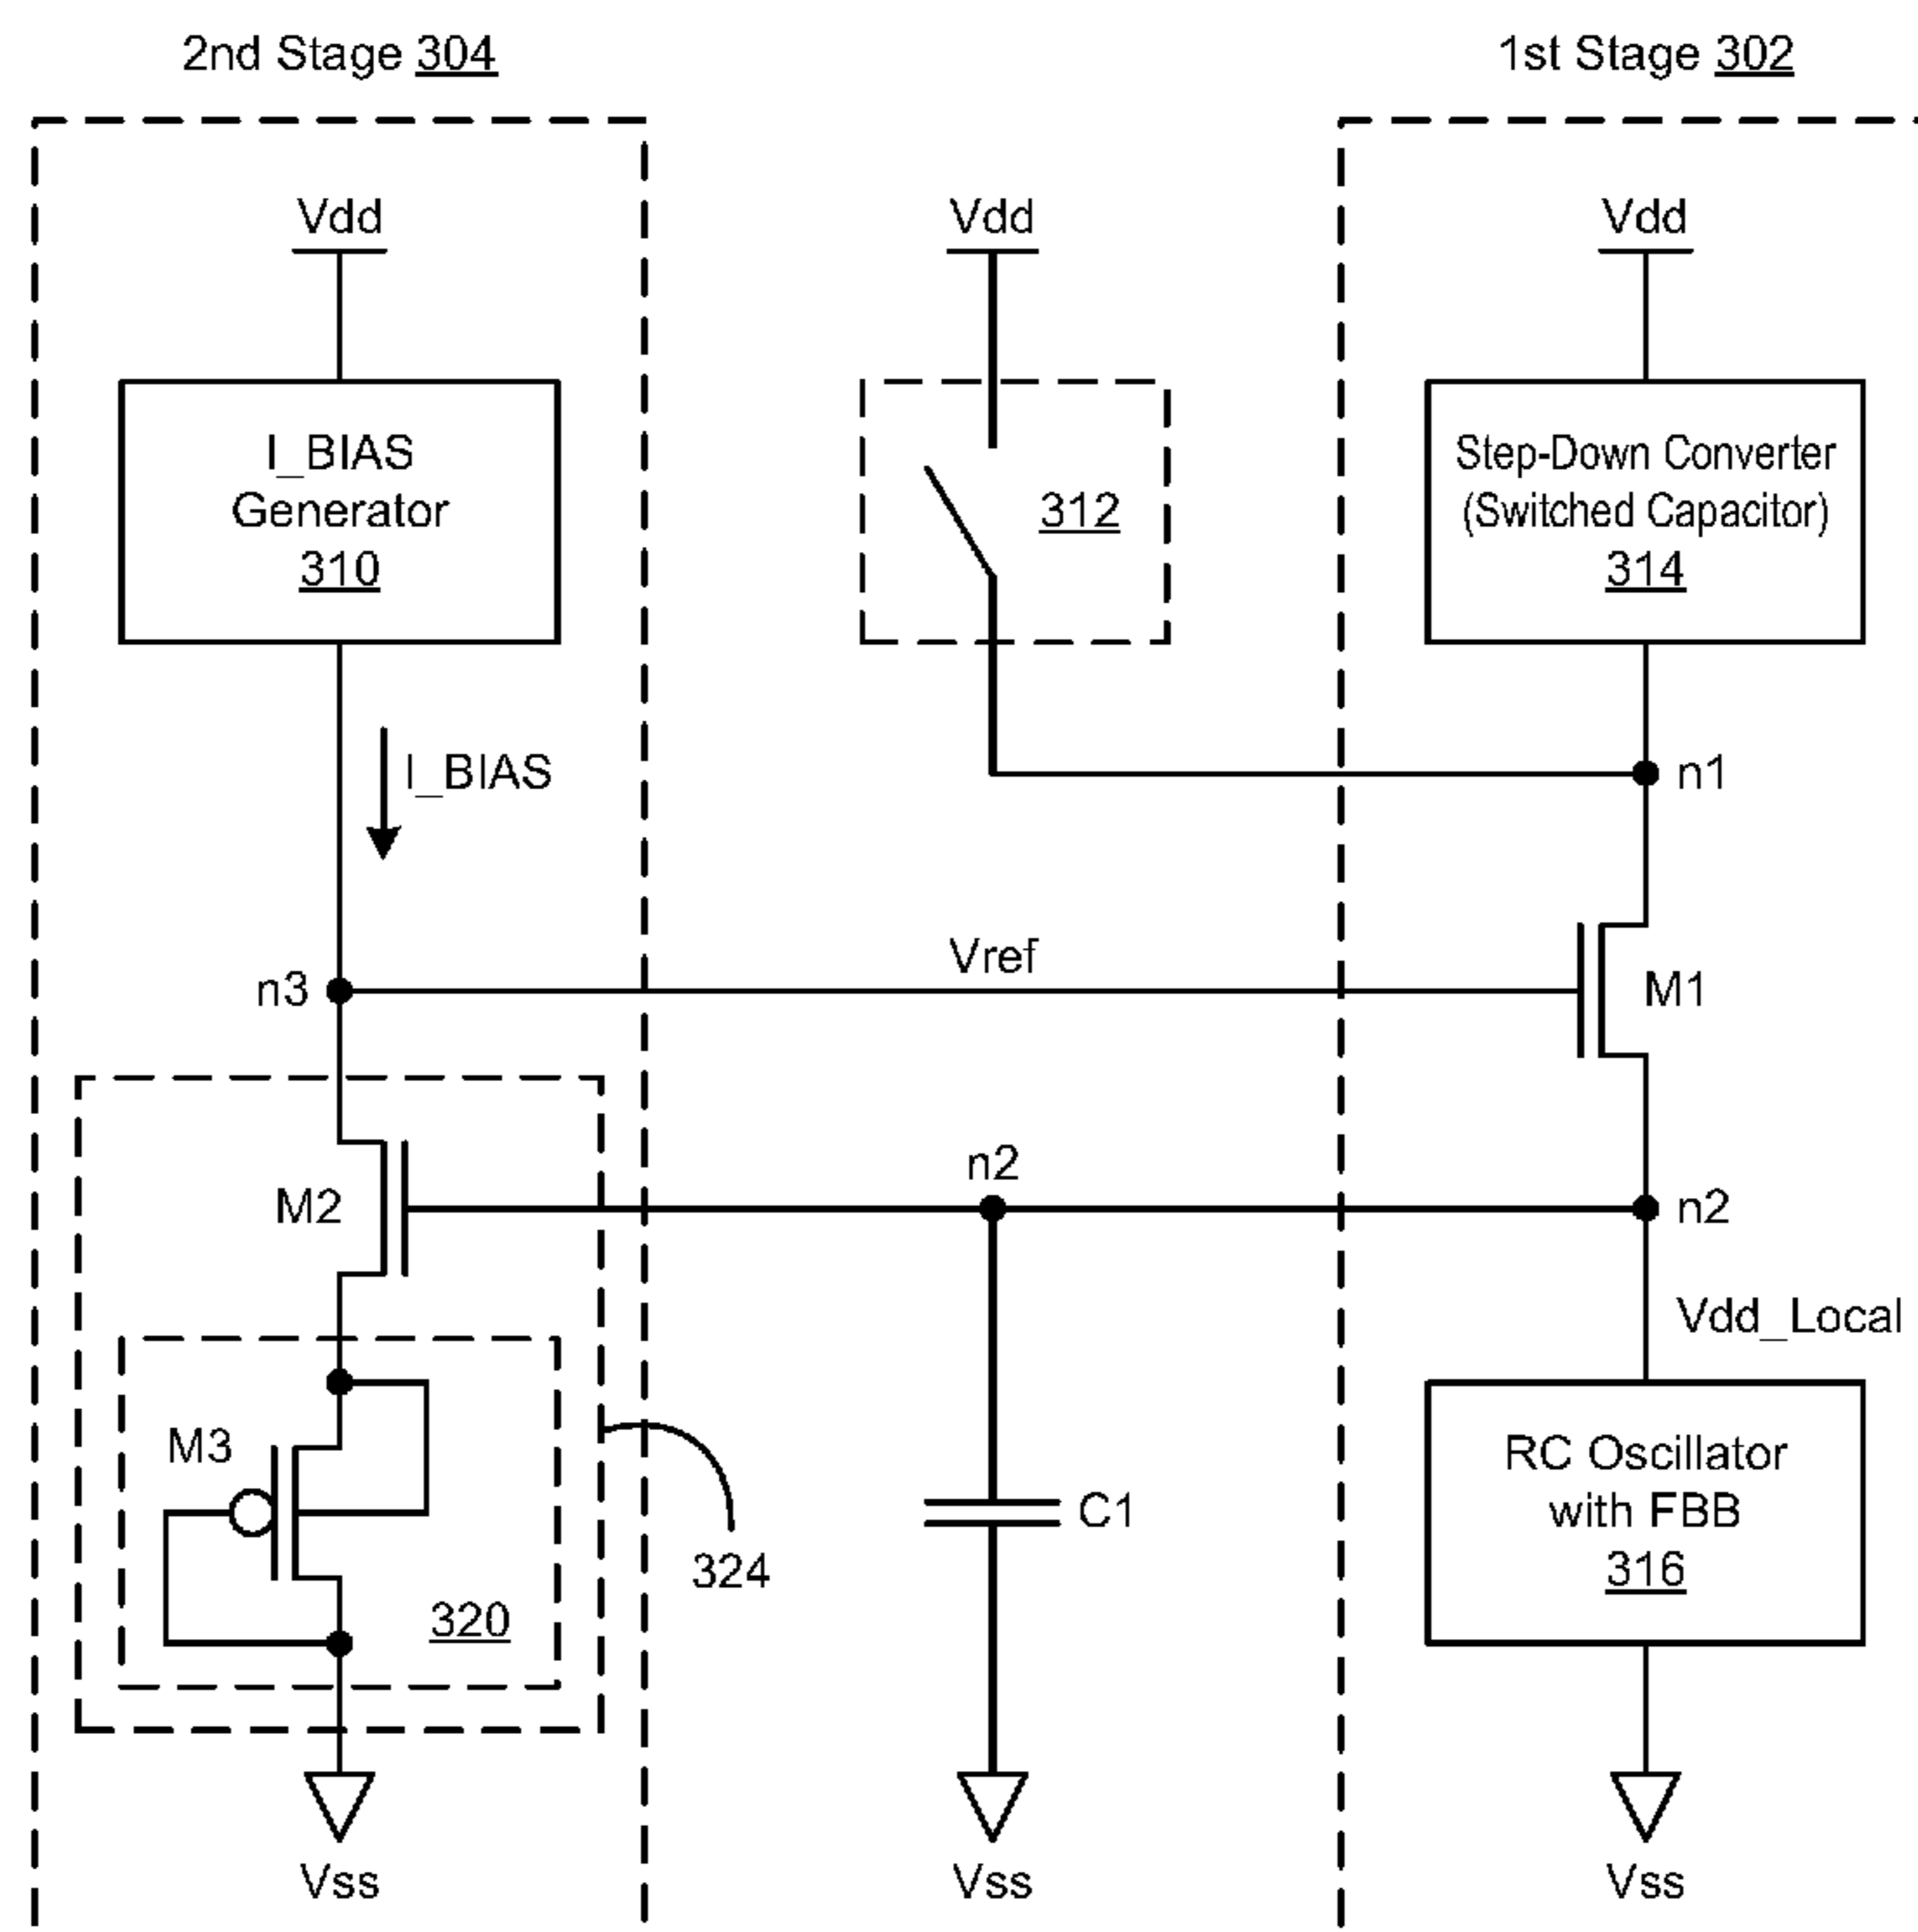 2nd Stage 304
1st Stage 302
Vdd
Vdd
Vdd
I_BIAS
Generator
310
312
Step-Down Converter
(Switched Capacitor)
314
I_BIAS
n1
n3
Vref
M1
M2
n2
n2
Vdd_Local
M3
320
324
C1
RC Oscillator
with FBB
316
Vss
Vss
Vss